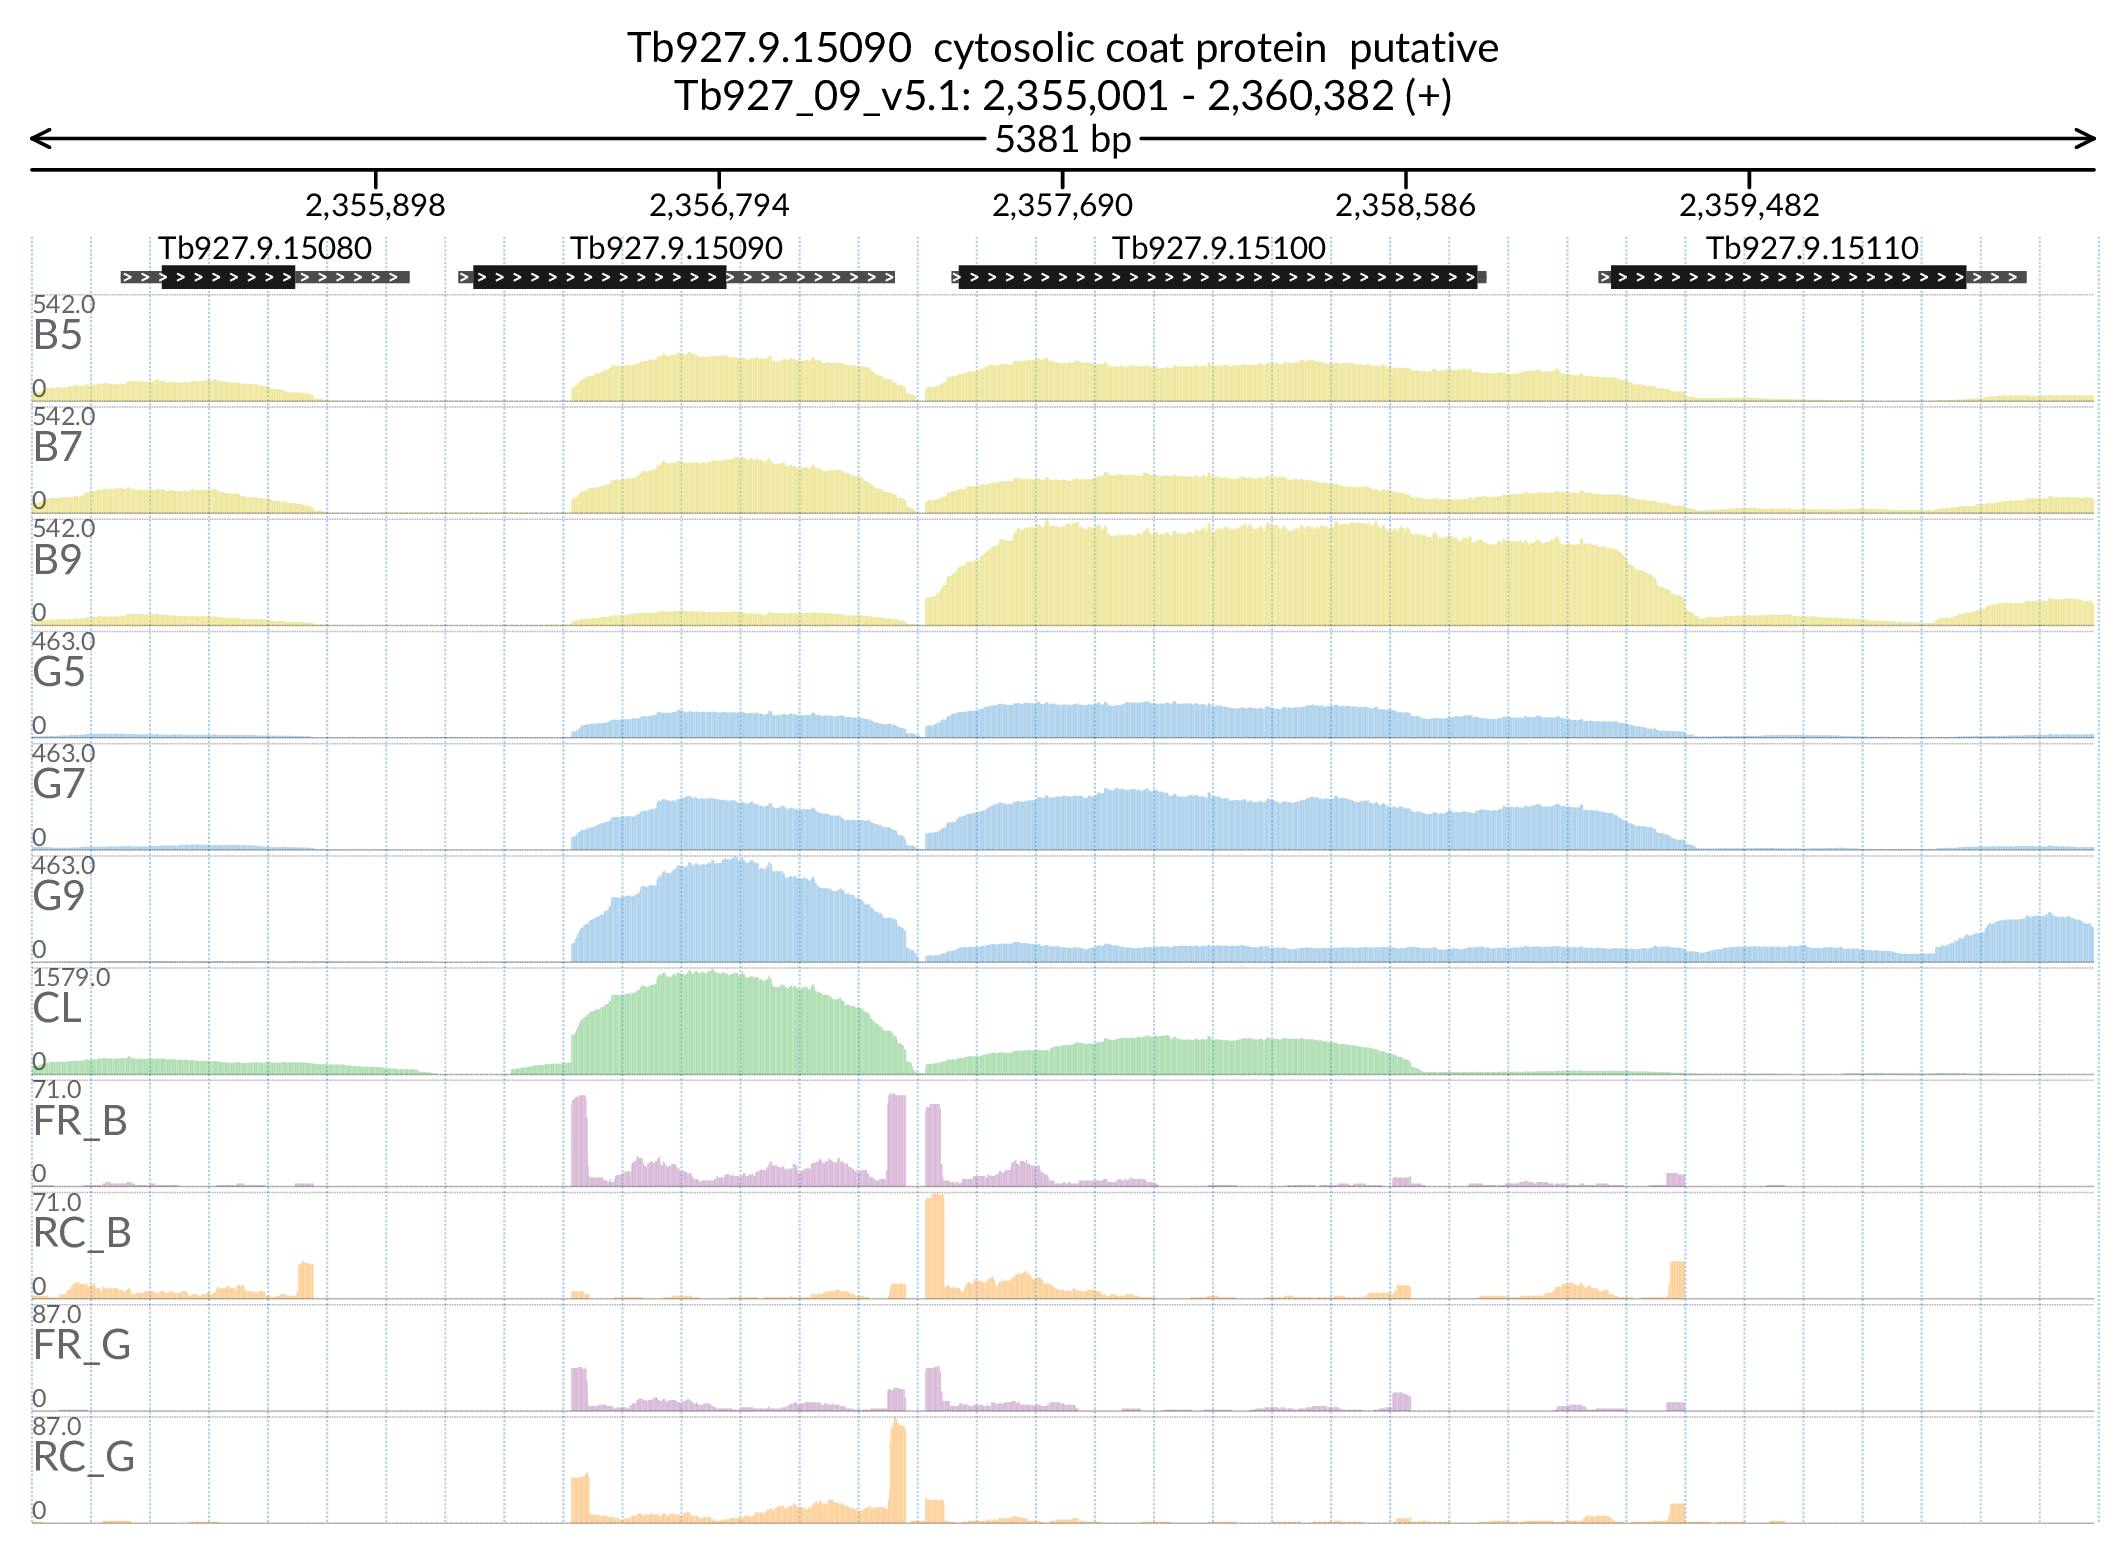 Tb927.9.15090 cytosolic coat protein putative
Tb927_09_v5.1: 2,355,001 - 2,360,382 (+)
5381 bp
2,355,898 2,356,794 2,357,690 2,358,586 2,359,482
Tb927.9.15080 Tb927.9.15090 Tb927.9.15100 Tb927.9.15110
542.0
B5
0
542.0
B7
0
542.0
B9
0
463.0
G5
0
463.0
G7
0
463.0
G9
0
1579.0
CL
0
71.0
FR_B
0
71.0
RC_B
0
87.0
FR_G
0
87.0
RC_G
0